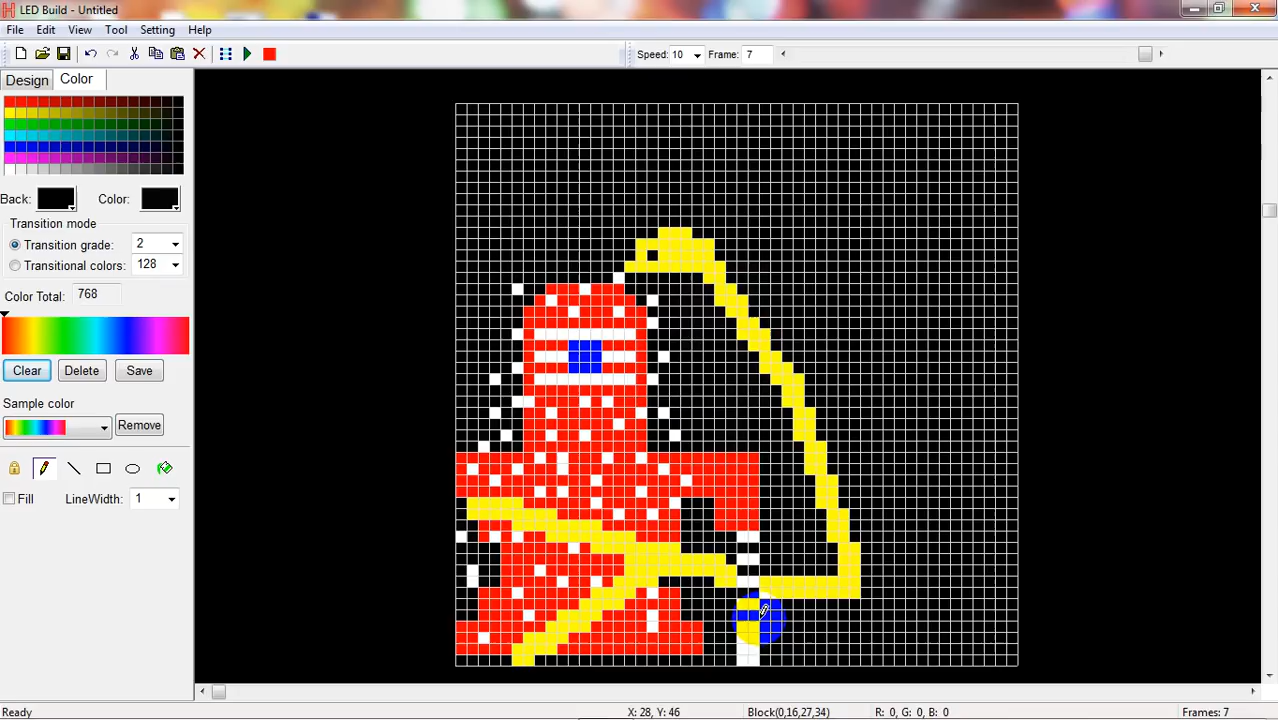 LED Build - Untitled
File Edit View Tool Setting Help
Speed: 10 Frame: 7
Design Color
Back: Color:
Transition mode
Transition grade: 2
Transitional colors: 128
Color Total: 768
Clear Delete Save
Sample color
Remove
Fill LineWidth: 1
Ready X: 28, Y: 46 Block(0,16,27,34) R: 0, G: 0, B: 0 Frames: 7